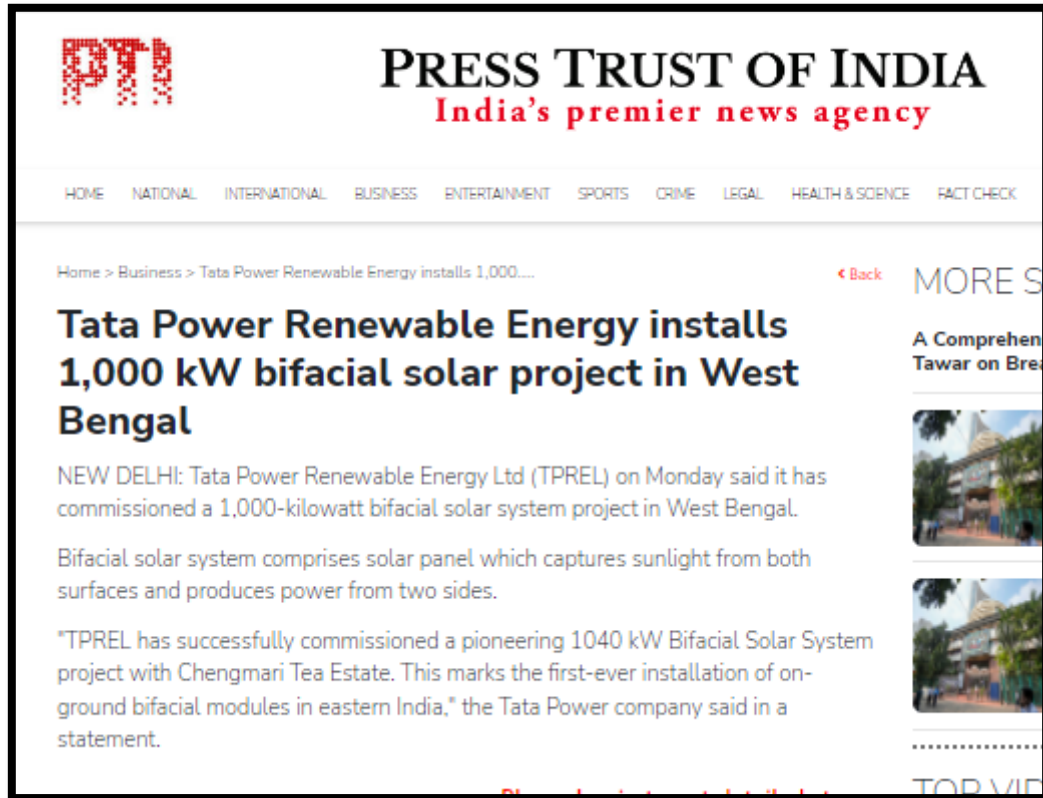 PTI
PRESS TRUST OF INDIA
India's premier news agency
HOME NATIONAL INTERNATIONAL BUSINESS ENTERTAINMENT SPORTS CRIME LEGAL HEALTH & SCIENCE FACT CHECK
Home > Business > Tata Power Renewable Energy installs 1,000.....
Back
Tata Power Renewable Energy installs
1,000 kW bifacial solar project in West
Bengal
NEW DELHI: Tata Power Renewable Energy Ltd (TPREL) on Monday said it has
commissioned a 1,000-kilowatt bifacial solar system project in West Bengal.
Bifacial solar system comprises solar panel which captures sunlight from both
surfaces and produces power from two sides.
"TPREL has successfully commissioned a pioneering 1040 kW Bifacial Solar System
project with Chengmari Tea Estate. This marks the first-ever installation of on-
ground bifacial modules in eastern India," the Tata Power company said in a
statement.
MORE S
A Comprehen
Tawar on Brea
TOP VID